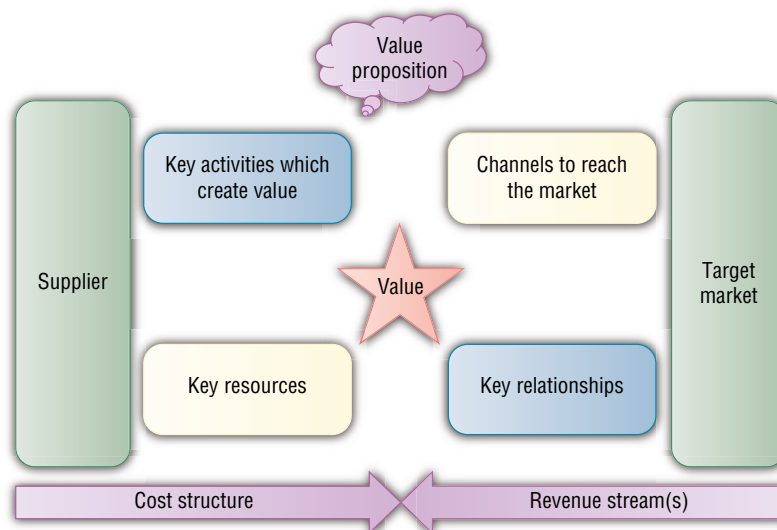 Value
proposition
Key activities which
create value
Channels to reach
the market
Supplier
Value
Target
market
Key resources
Key relationships
Cost structure
Revenue stream(s)